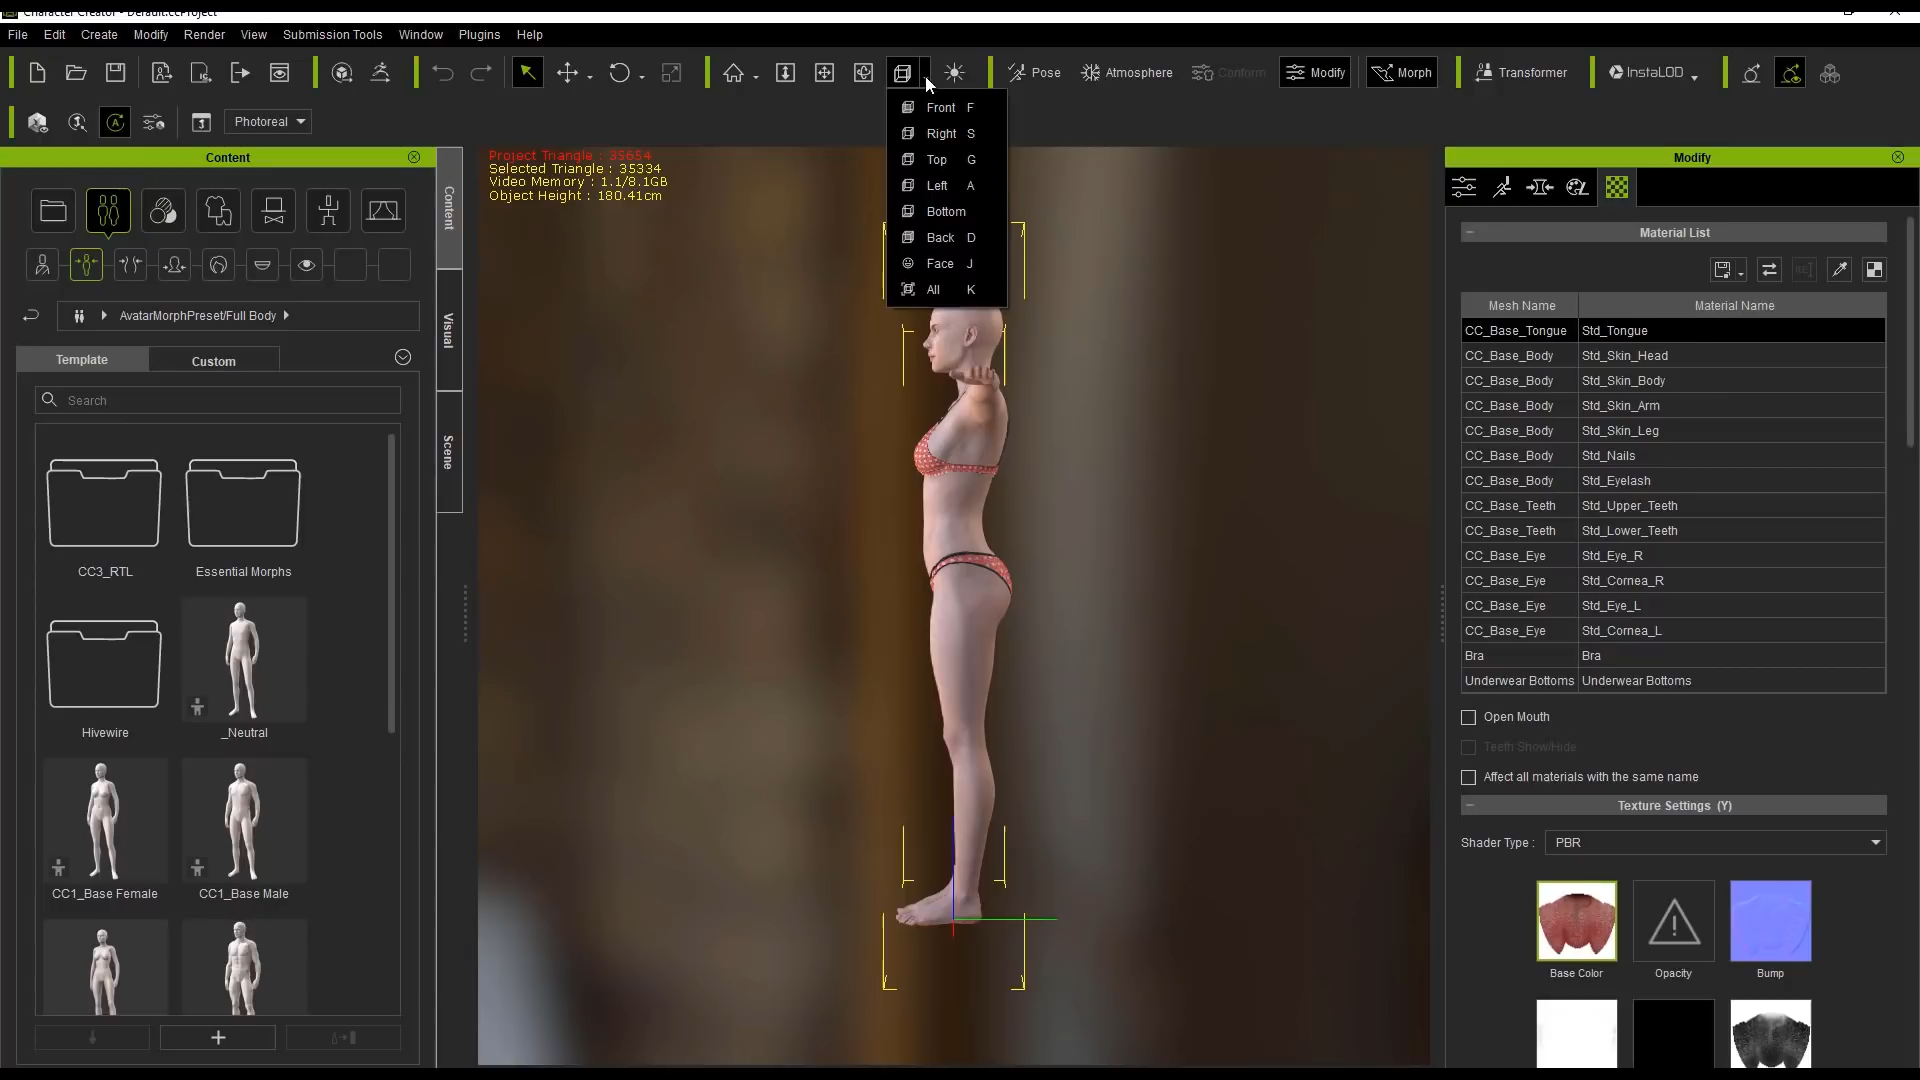 Character Creator - Default.ccProject
File Edit Create Modify Render View Submission Tools Window Plugins Help
Pose Atmosphere Conform Modify Morph Transformer InstaLOD
Photoreal
Front F
Right S
Top G
Left A
Bottom
Back D
Face J
All K
Content
AvatarMorphPreset/Full Body
Template Custom
Search
CC3_RTL Essential Morphs
Hivewire _Neutral
CC1_Base Female CC1_Base Male
Content
Visual
Scene
Project Triangle : 35654
Selected Triangle : 35334
Video Memory : 1.1/8.1GB
Object Height : 180.41cm
Modify
Material List
Mesh Name Material Name
CC_Base_Tongue Std_Tongue
CC_Base_Body Std_Skin_Head
CC_Base_Body Std_Skin_Body
CC_Base_Body Std_Skin_Arm
CC_Base_Body Std_Skin_Leg
CC_Base_Body Std_Nails
CC_Base_Body Std_Eyelash
CC_Base_Teeth Std_Upper_Teeth
CC_Base_Teeth Std_Lower_Teeth
CC_Base_Eye Std_Eye_R
CC_Base_Eye Std_Cornea_R
CC_Base_Eye Std_Eye_L
CC_Base_Eye Std_Cornea_L
Bra Bra
Underwear Bottoms Underwear Bottoms
Open Mouth
Teeth Show/Hide
Affect all materials with the same name
Texture Settings (Y)
Shader Type : PBR
Base Color Opacity Bump